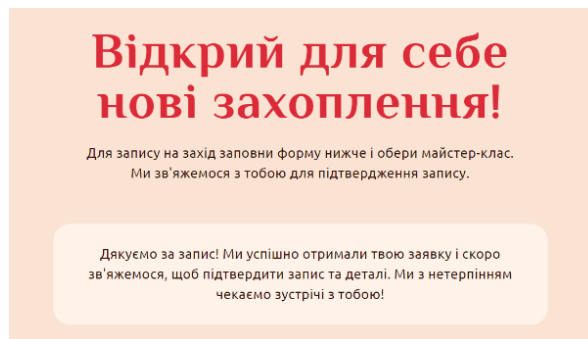 Відкрий для себе
нові захоплення!
Для запису на захід заповни форму нижче і обери майстер-клас.
Ми зв'яжемося з тобою для підтвердження запису.
Дякуємо за запис! Ми успішно отримали твою заявку і скоро
зв'яжемося, щоб підтвердити запис та деталі. Ми з нетерпінням
чекаємо зустрічі з тобою!